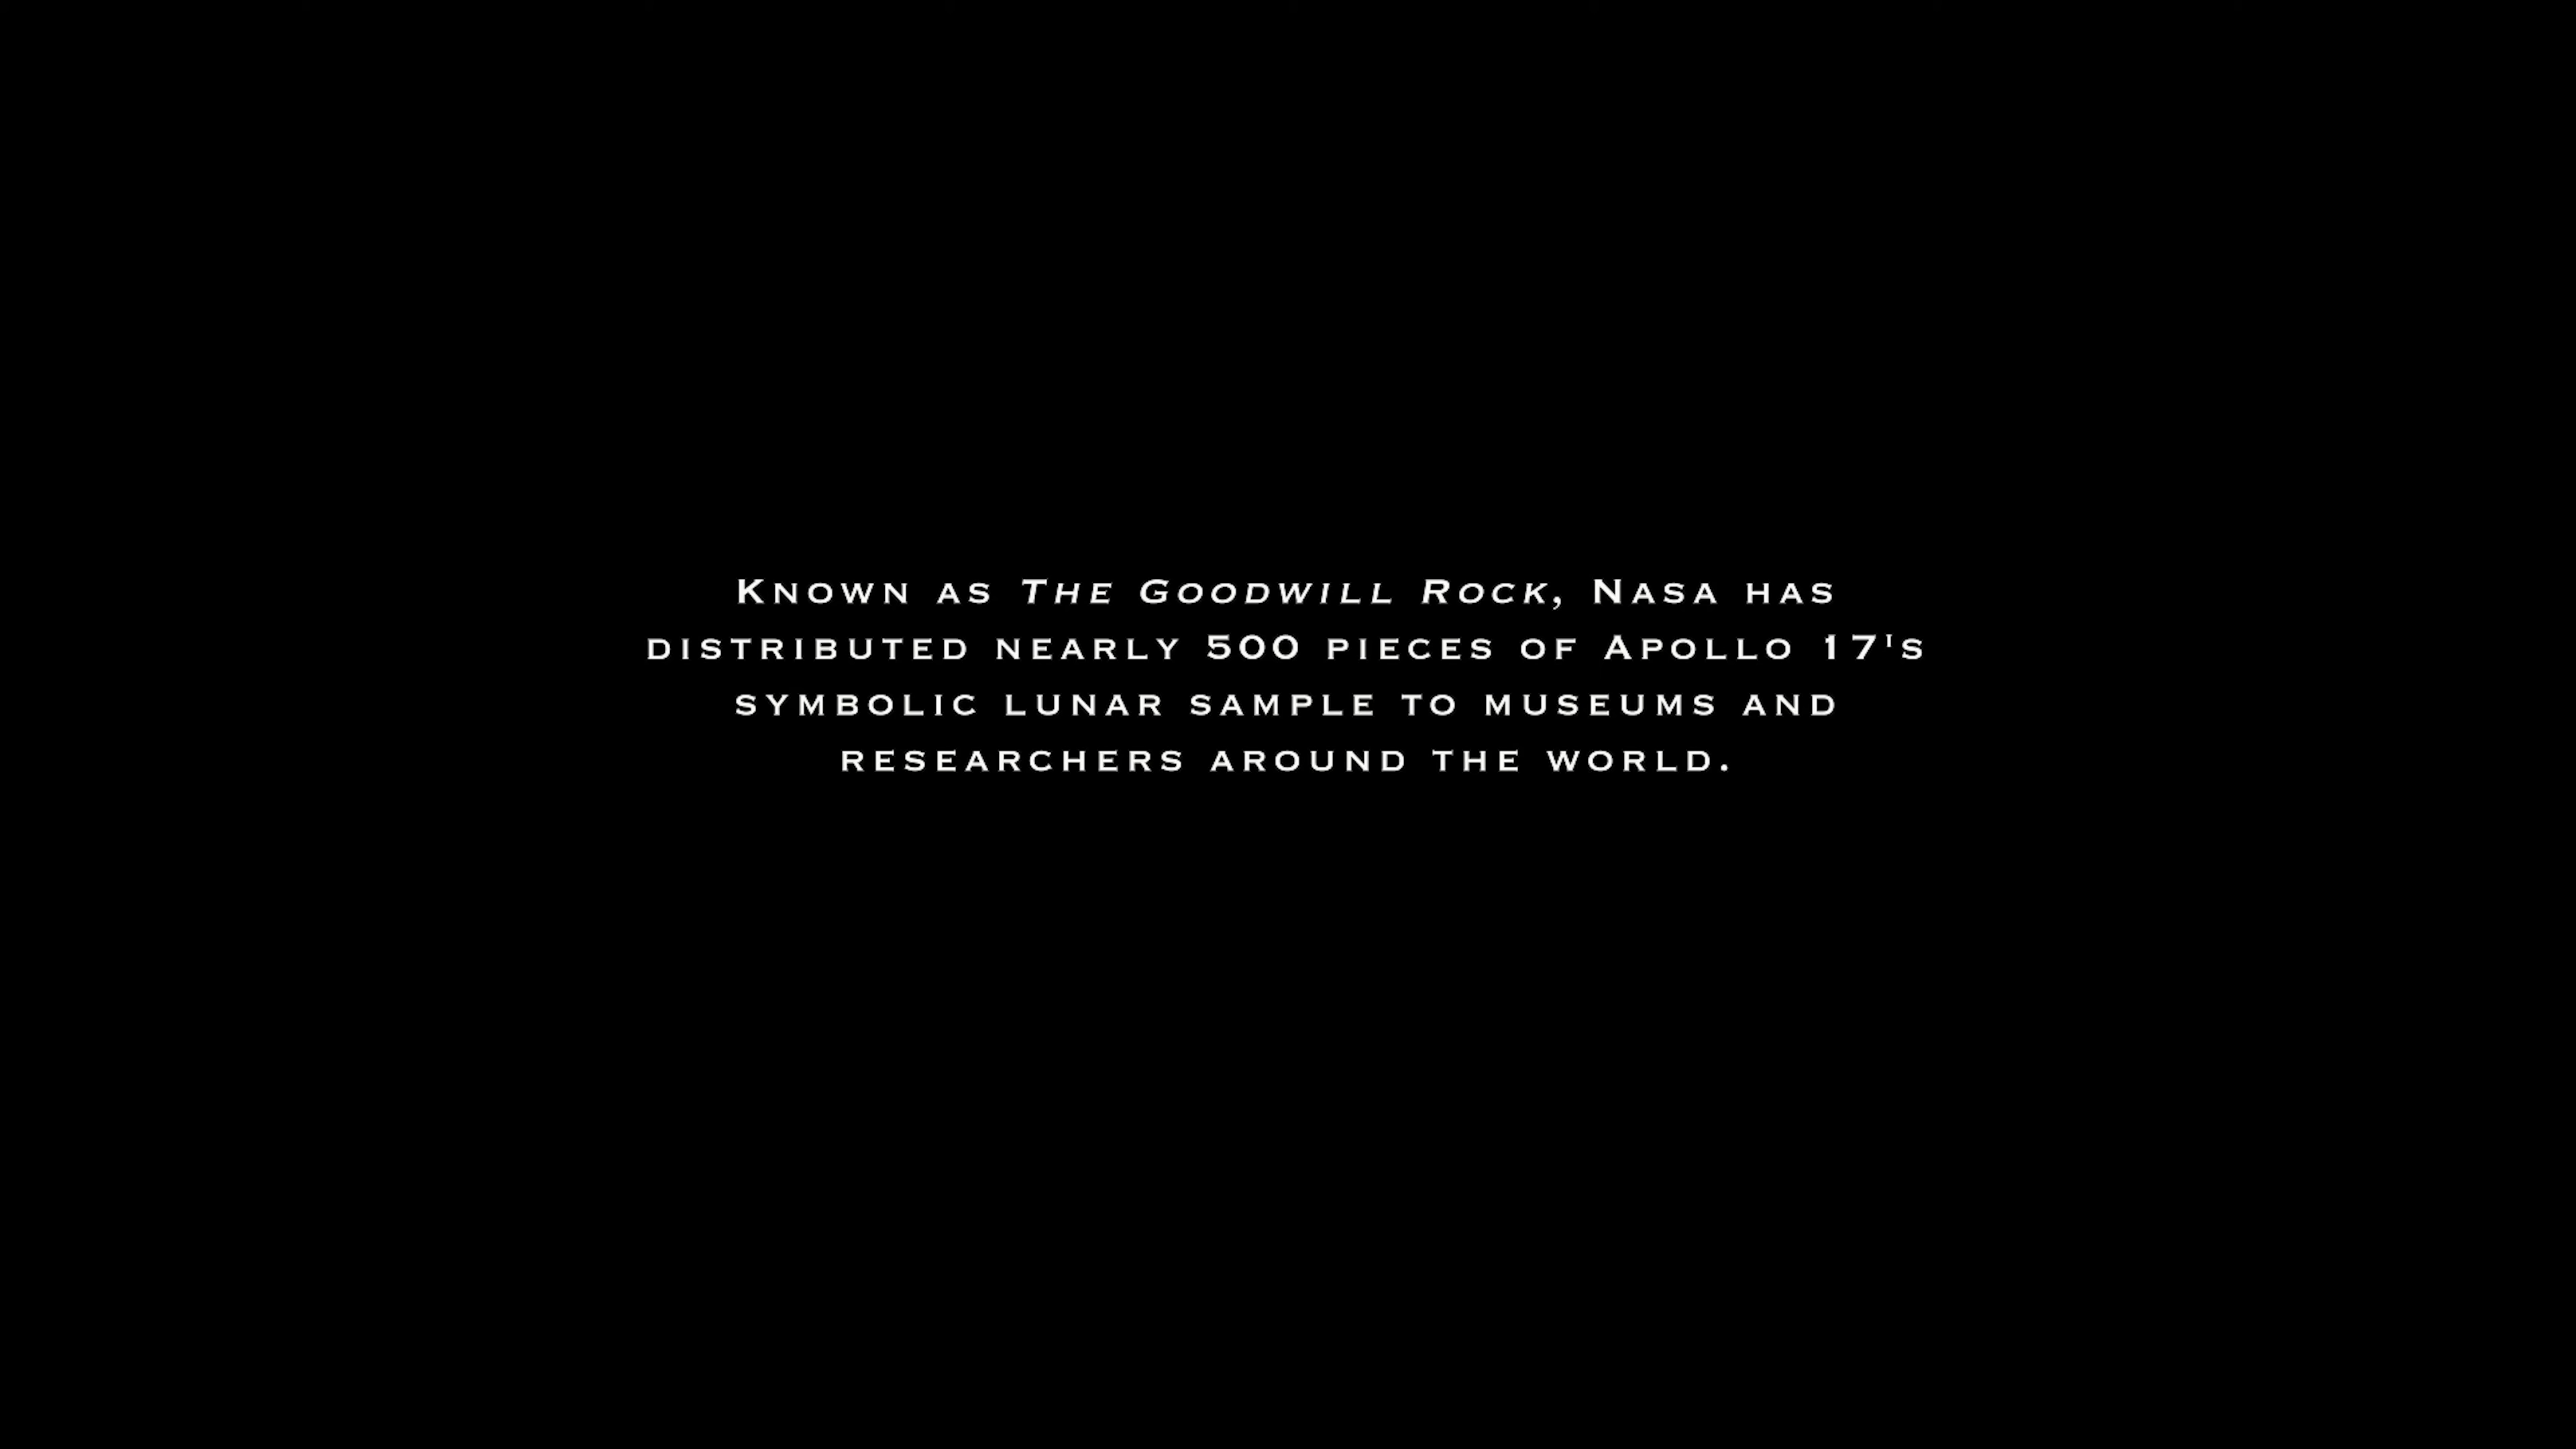 Known as The Goodwill Rock, Nasa has
distributed nearly 500 pieces of Apollo 17's
symbolic lunar sample to museums and
researchers around the world.